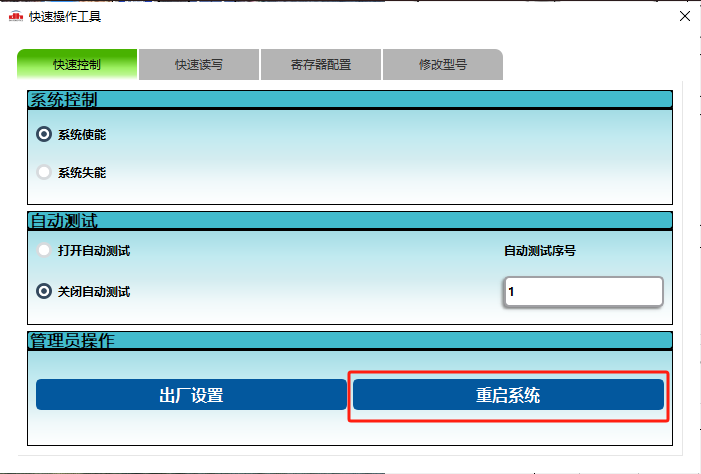 快速操作工具
快速控制
快速读写
寄存器配置
修改型号
系统控制
系统使能
系统失能
自动测试
打开自动测试
自动测试序号
关闭自动测试
1
管理员操作
出厂设置
重启系统